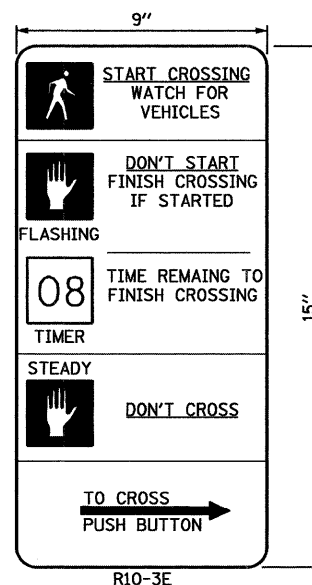 9"
START CROSSING
WATCH FOR
VEHICLES
DON'T START
FINISH CROSSING
IF STARTED
FLASHING
08
TIME REMAING TO
FINISH CROSSING
TIMER
STEADY
DON'T CROSS
TO CROSS
PUSH BUTTON
15"
R10-3E